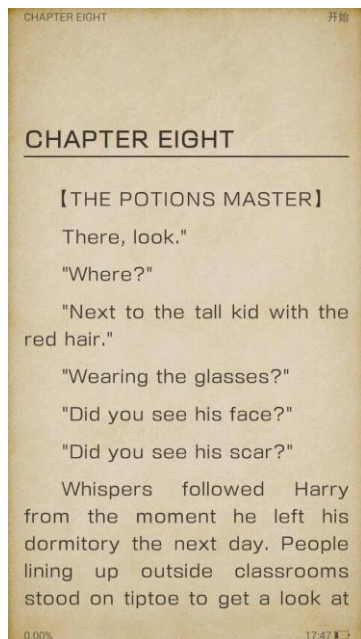 CHAPTER EIGHT 开始
CHAPTER EIGHT
【THE POTIONS MASTER】
There, look."
"Where?"
"Next to the tall kid with the
red hair."
"Wearing the glasses?"
"Did you see his face?"
"Did you see his scar?"
Whispers followed Harry
from the moment he left his
dormitory the next day. People
lining up outside classrooms
stood on tiptoe to get a look at
0.00% 17:47